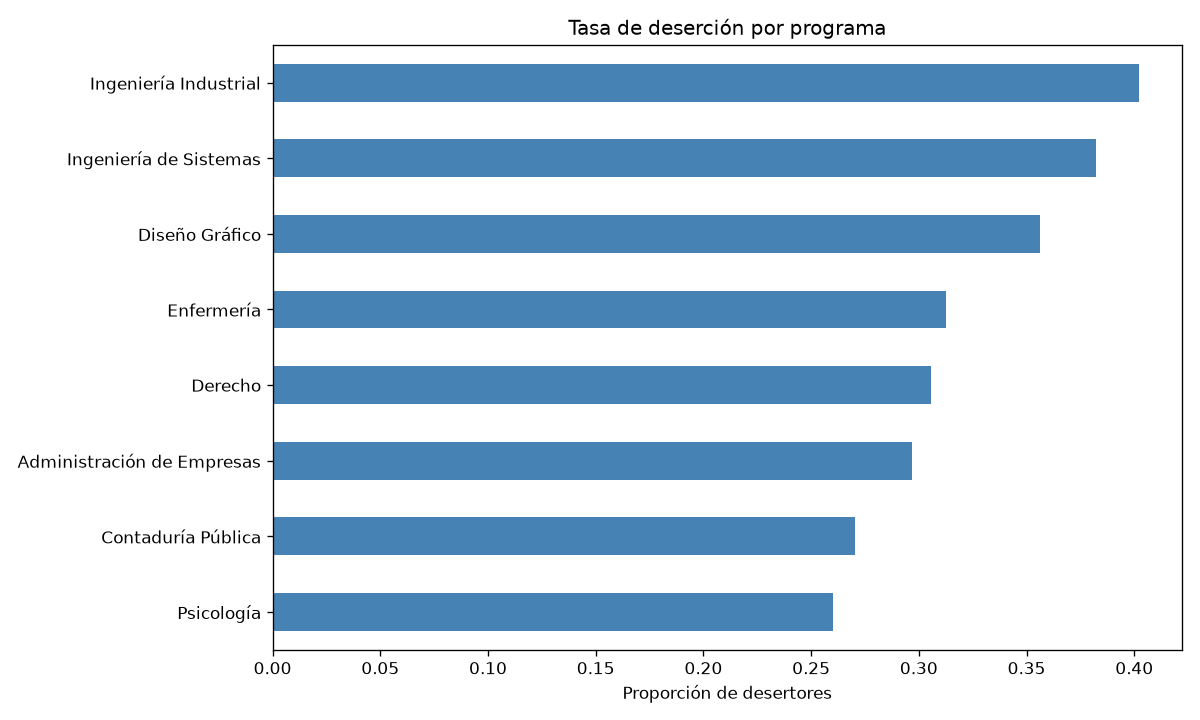 Tasa de deserción por programa
Ingeniería Industrial
Ingeniería de Sistemas
Diseño Gráfico
Enfermería
Derecho
Administración de Empresas
Contaduría Pública
Psicología
0.00 0.05 0.10 0.15 0.20 0.25 0.30 0.35 0.40
Proporción de desertores